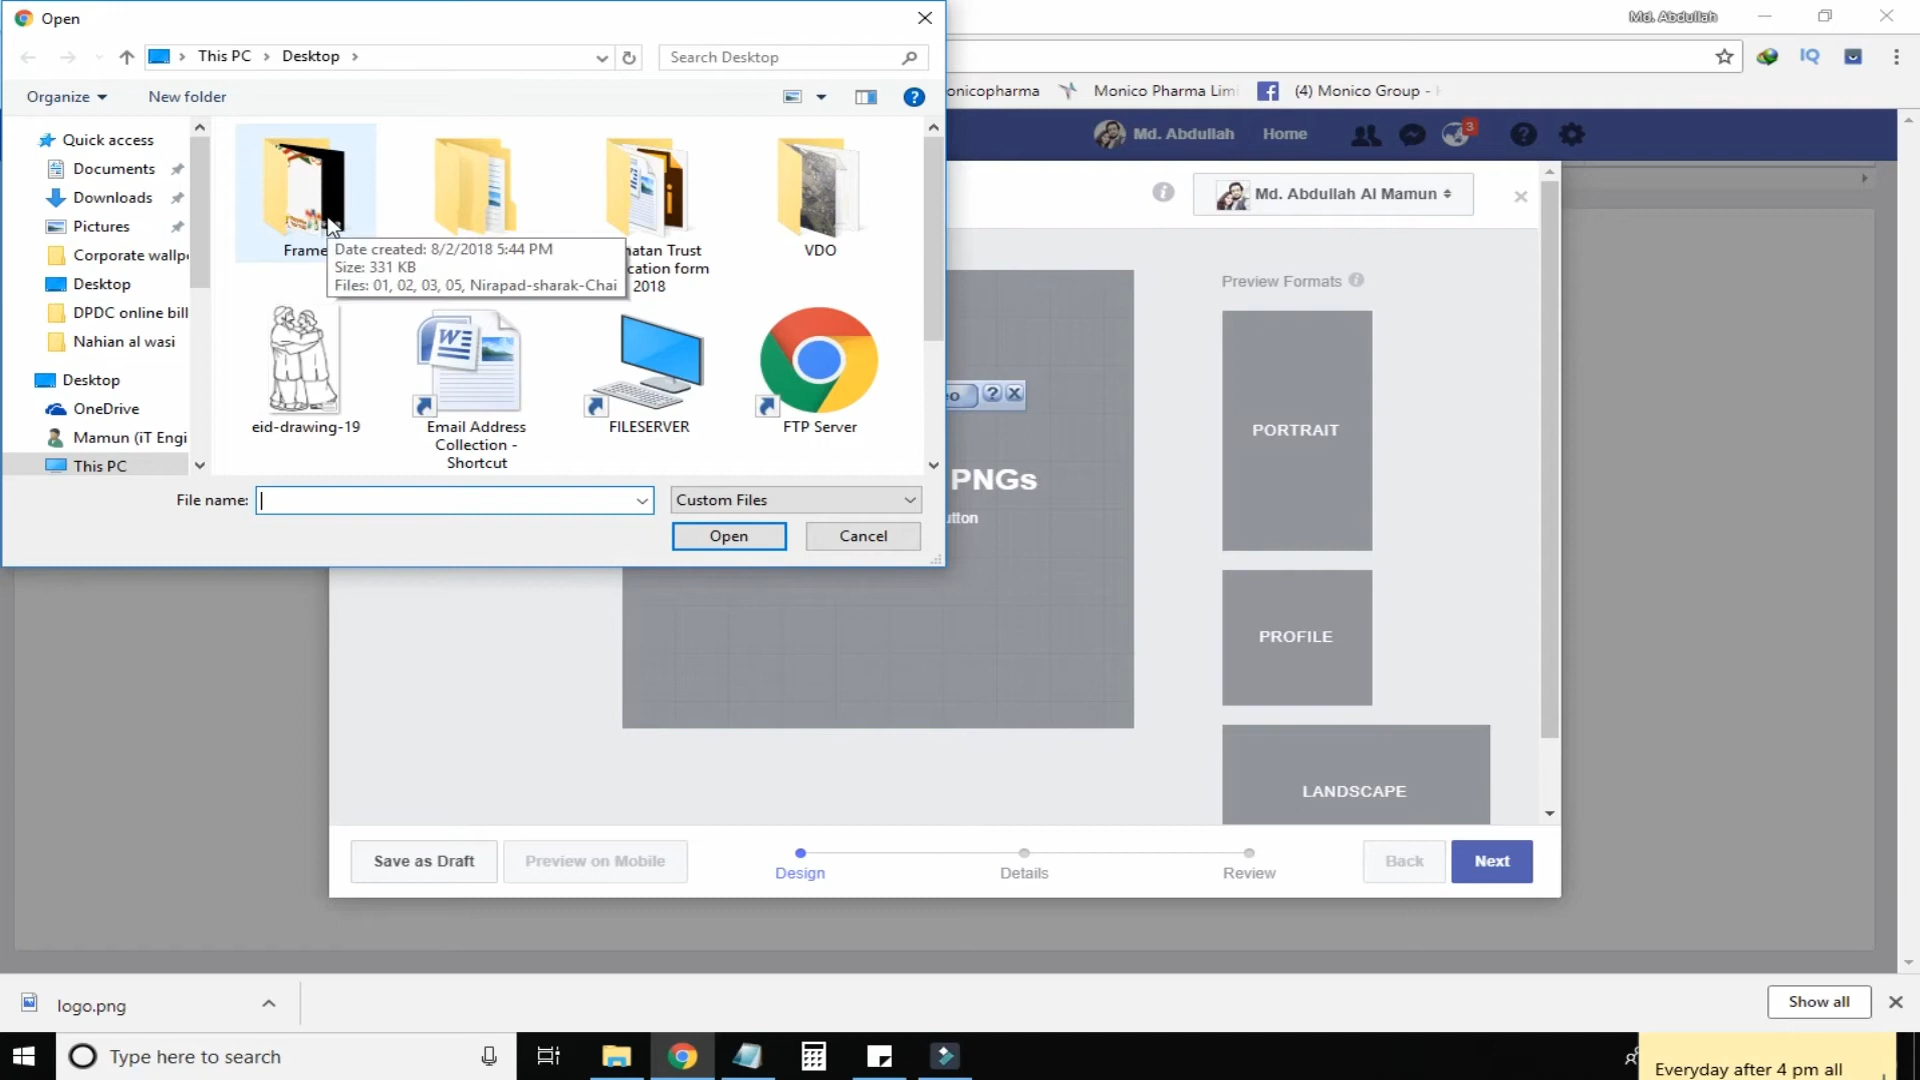 Open
Md. Abdullah
This PC
Desktop
Search Desktop
Organize
New folder
onicopharma
Monico Pharma Lim
(4) Monico Group -
Quick access
Documents
Downloads
Pictures
Corporate wallp
Desktop
DPDC online bill
Nahian al wasi
Desktop
OneDrive
Mamun (iT Engi
This PC
Frame
Date created: 8/2/2018 5:44 PM
Size: 331 KB
Files: 01, 02, 03, 05, Nirapad-sharak-Chai
hatan Trust
cation form
2018
VDO
eid-drawing-19
Email Address
Collection -
Shortcut
FILESERVER
FTP Server
File name:
Custom Files
Open
Cancel
Md. Abdullah
Home
3
Md. Abdullah Al Mamun
Preview Formats
PORTRAIT
PROFILE
LANDSCAPE
eo
PNGs
utton
Save as Draft
Preview on Mobile
Design
Details
Review
Back
Next
logo.png
Show all
Type here to search
Everyday after 4 pm all